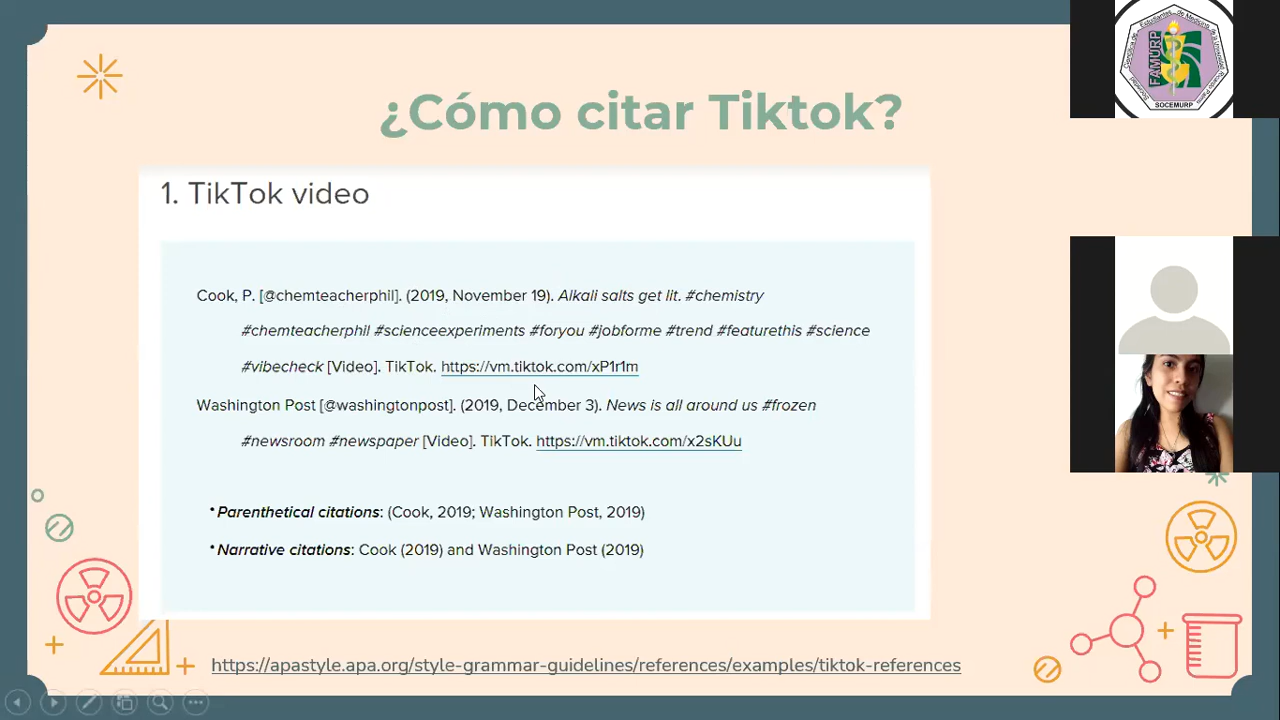 ¿Cómo citar Tiktok?
1. TikTok video
Cook, P. [@chemteacherphil]. (2019, November 19). Alkali salts get lit. #chemistry
#chemteacherphil #scienceexperiments #foryou #jobforme #trend #featurethis #science
#vibecheck [Video]. TikTok. https://vm.tiktok.com/xP1r1m
Washington Post [@washingtonpost]. (2019, December 3). News is all around us #frozen
#newsroom #newspaper [Video]. TikTok. https://vm.tiktok.com/x2sKUu
•Parenthetical citations: (Cook, 2019; Washington Post, 2019)
•Narrative citations: Cook (2019) and Washington Post (2019)
https://apastyle.apa.org/style-grammar-guidelines/references/examples/tiktok-references
FAMURP
SOCEMURP